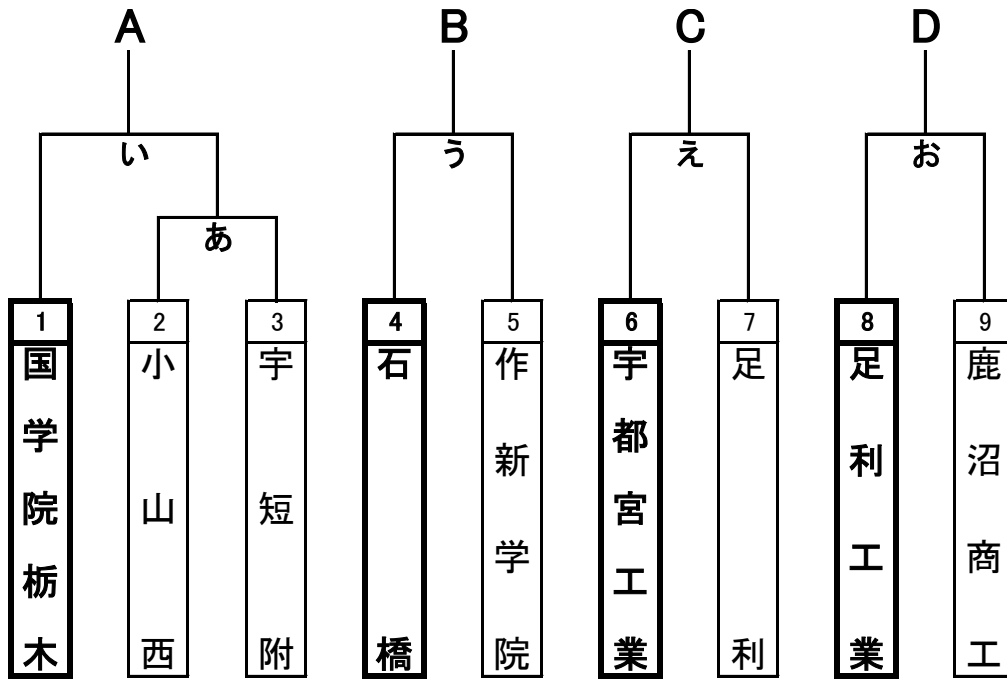 A B C D
い う え お
あ
1 2 3 4 5 6 7 8 9
国学院栃木
小山西
宇短附
石橋
作新学院
宇都宮工業
足利
足利工業
鹿沼商工